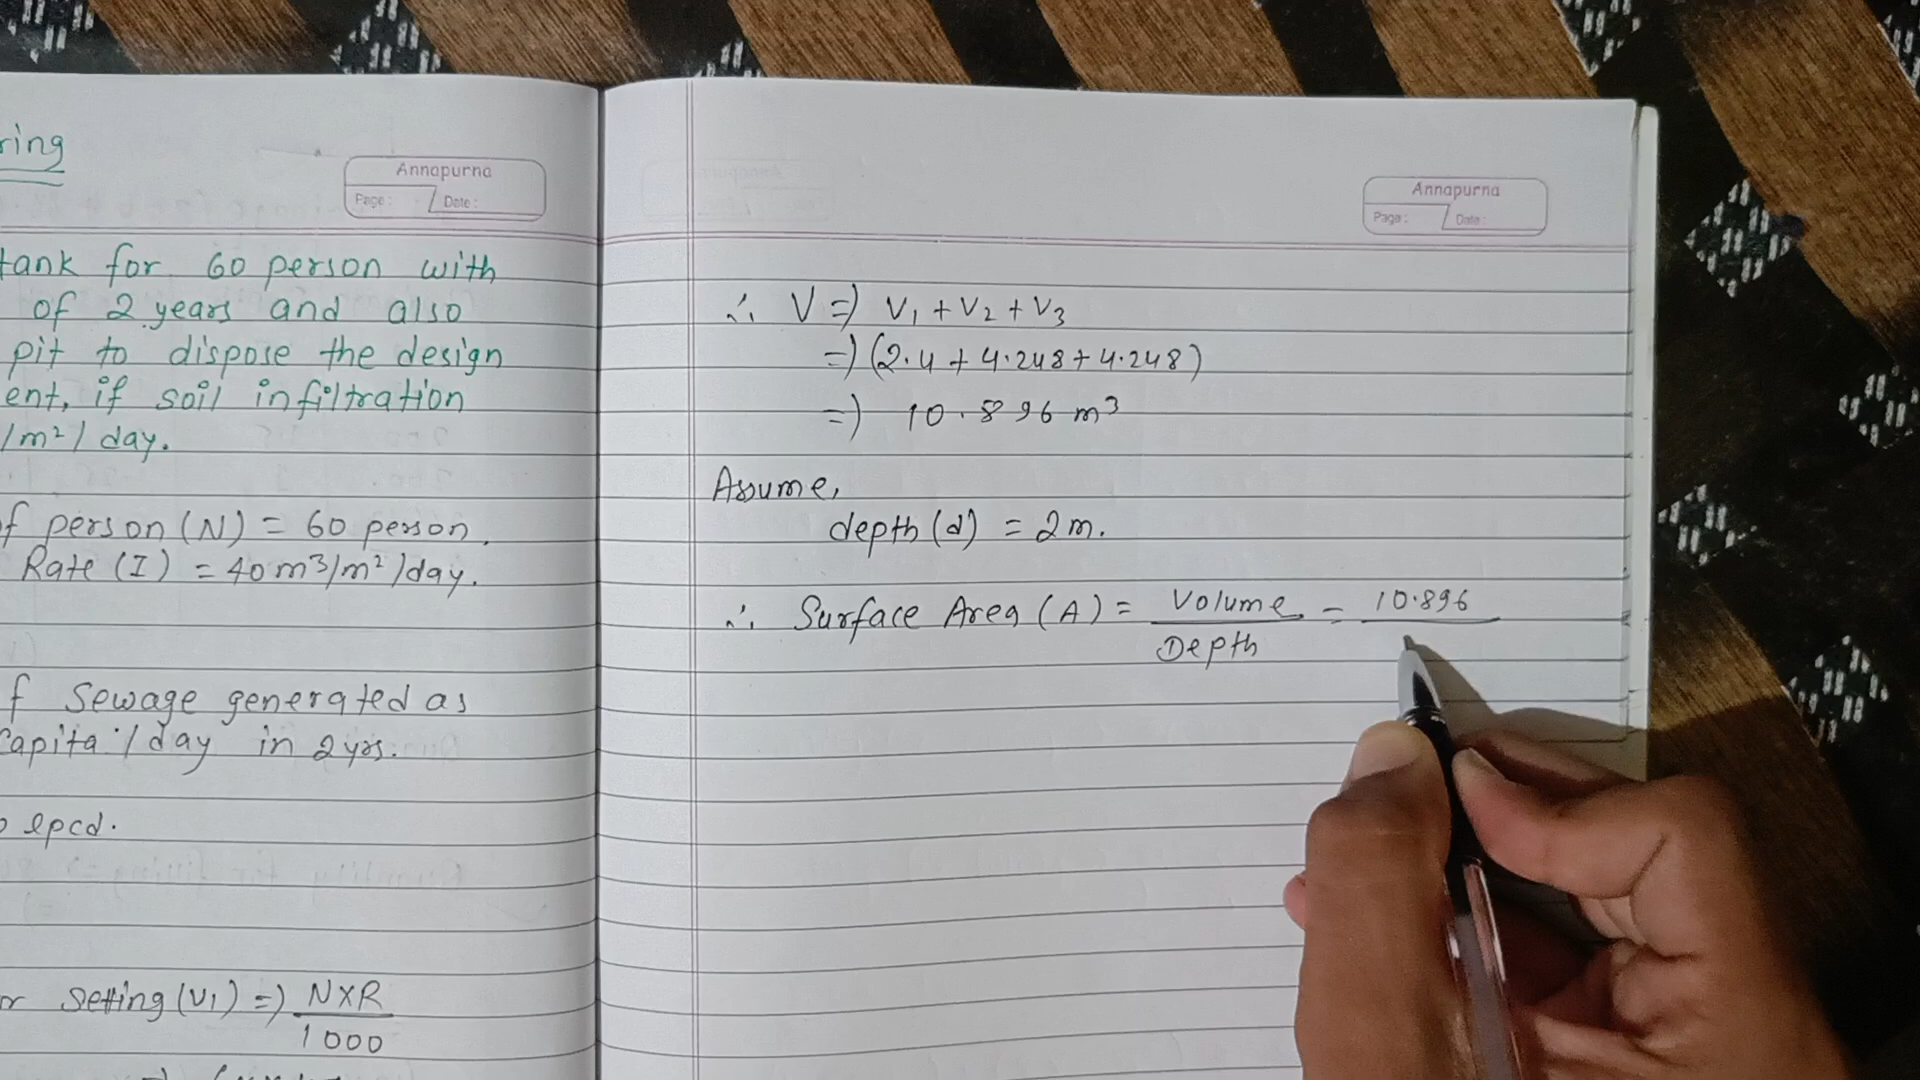 ring
Annapurna
Page: Date:
tank for 60 person with
of 2 years and also
pit to dispose the design
ent, if soil infiltration
/m²/ day.
f person (N) = 60 person.
Rate (I) = 40 m³/m²/day.
f Sewage generated as
Capita / day in 2 yrs.
lpcd.
or Setting (V₁) => N×R
1000
Annapurna
Page: Date:
∴ V => V₁ + V₂ + V₃
=> (2.4 + 4.248 + 4.248)
=> 10.896 m³
Assume,
depth (d) = 2m.
∴ Surface Area (A) = Volume = 10.896
Depth